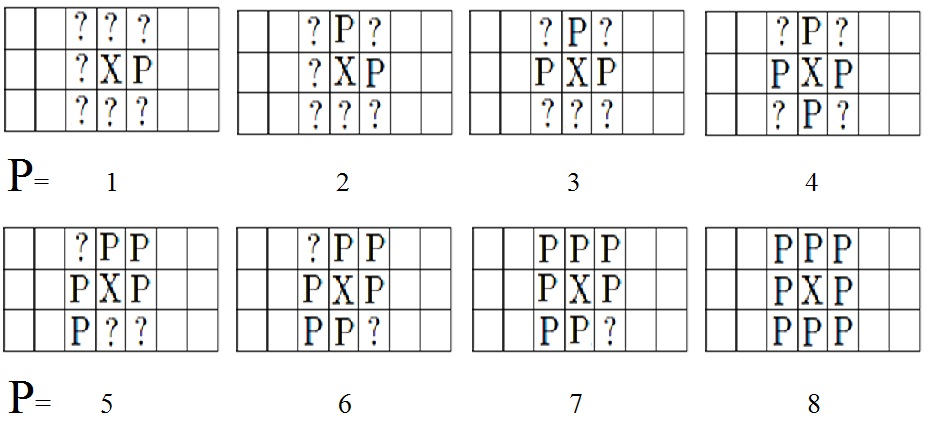 ? ? ? ? P ? ? P ? ? P ?
? X P ? X P P X P P X P
? ? ? ? ? ? ? ? ? ? P ?
P= 1 2 3 4
? P P ? P P P P P P P P
P X P P X P P X P P X P
P ? ? P P ? P P ? P P P
P= 5 6 7 8